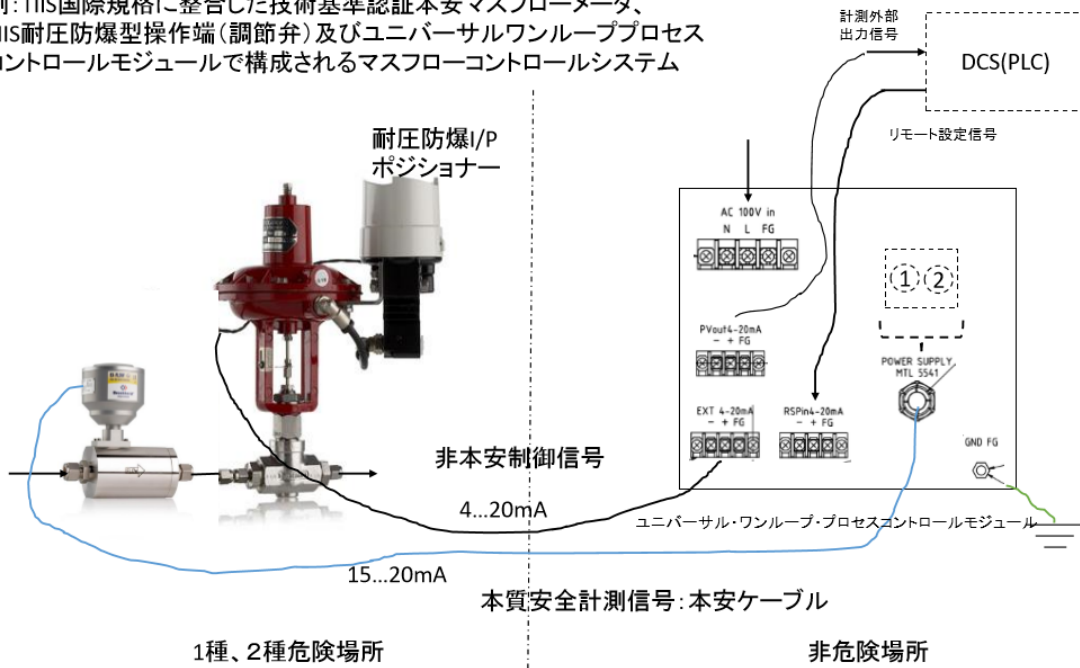 例:TIIS国際規格に整合した技術基準認証本安マスフローメータ、
TIIS耐圧防爆型操作端(調節弁)及びユニバーサルワンループプロセス
コントロールモジュールで構成されるマスフローコントロールシステム
計測外部
出力信号
DCS(PLC)
リモート設定信号
耐圧防爆I/P
ポジショナー
AC 100V in
N L FG
① ②
PVout4-20mA
- + FG
POWER SUPPLY
MTL 5541
EXT 4-20mA
- + FG
RSPin4-20mA
- + FG
GND FG
非本安制御信号
4...20mA
ユニバーサル・ワンループ・プロセスコントロールモジュール
15...20mA
本質安全計測信号:本安ケーブル
1種、2種危険場所
非危険場所